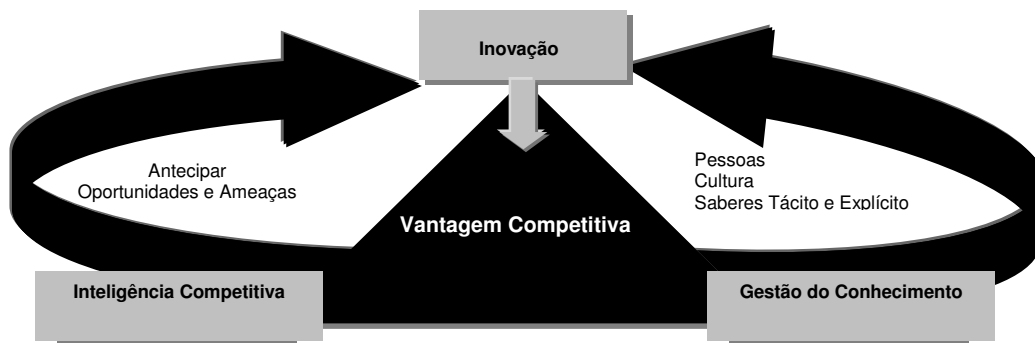 Inovação
Antecipar
Oportunidades e Ameaças
Pessoas
Cultura
Saberes Tácito e Explícito
Vantagem Competitiva
Inteligência Competitiva
Gestão do Conhecimento